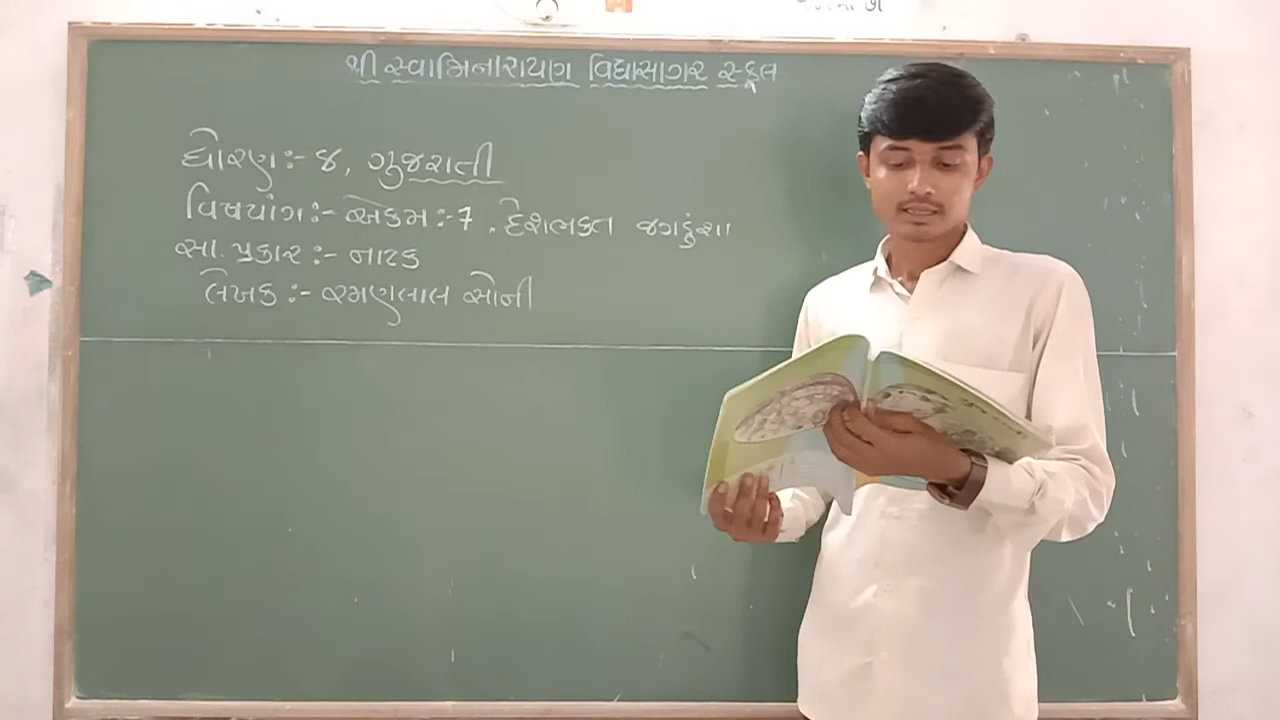 શ્રી સ્વામિનારાયણ વિદ્યાસાગર સ્કૂલ
ધોરણ:- ૪, ગુજરાતી
વિષયાંગ:- એકમ:- 7. દેશભક્ત જગડુંશા
સા. પ્રકાર:- નાટક
લેખક:- રમણલાલ સોની